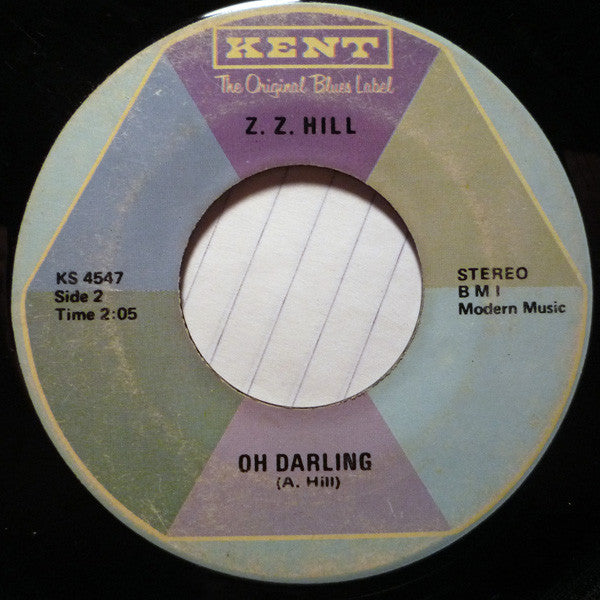 KENT
The Original Blues Label
Z. Z. HILL
KS 4547
Side 2
Time 2:05
STEREO
B M I
Modern Music
OH DARLING
(A. Hill)